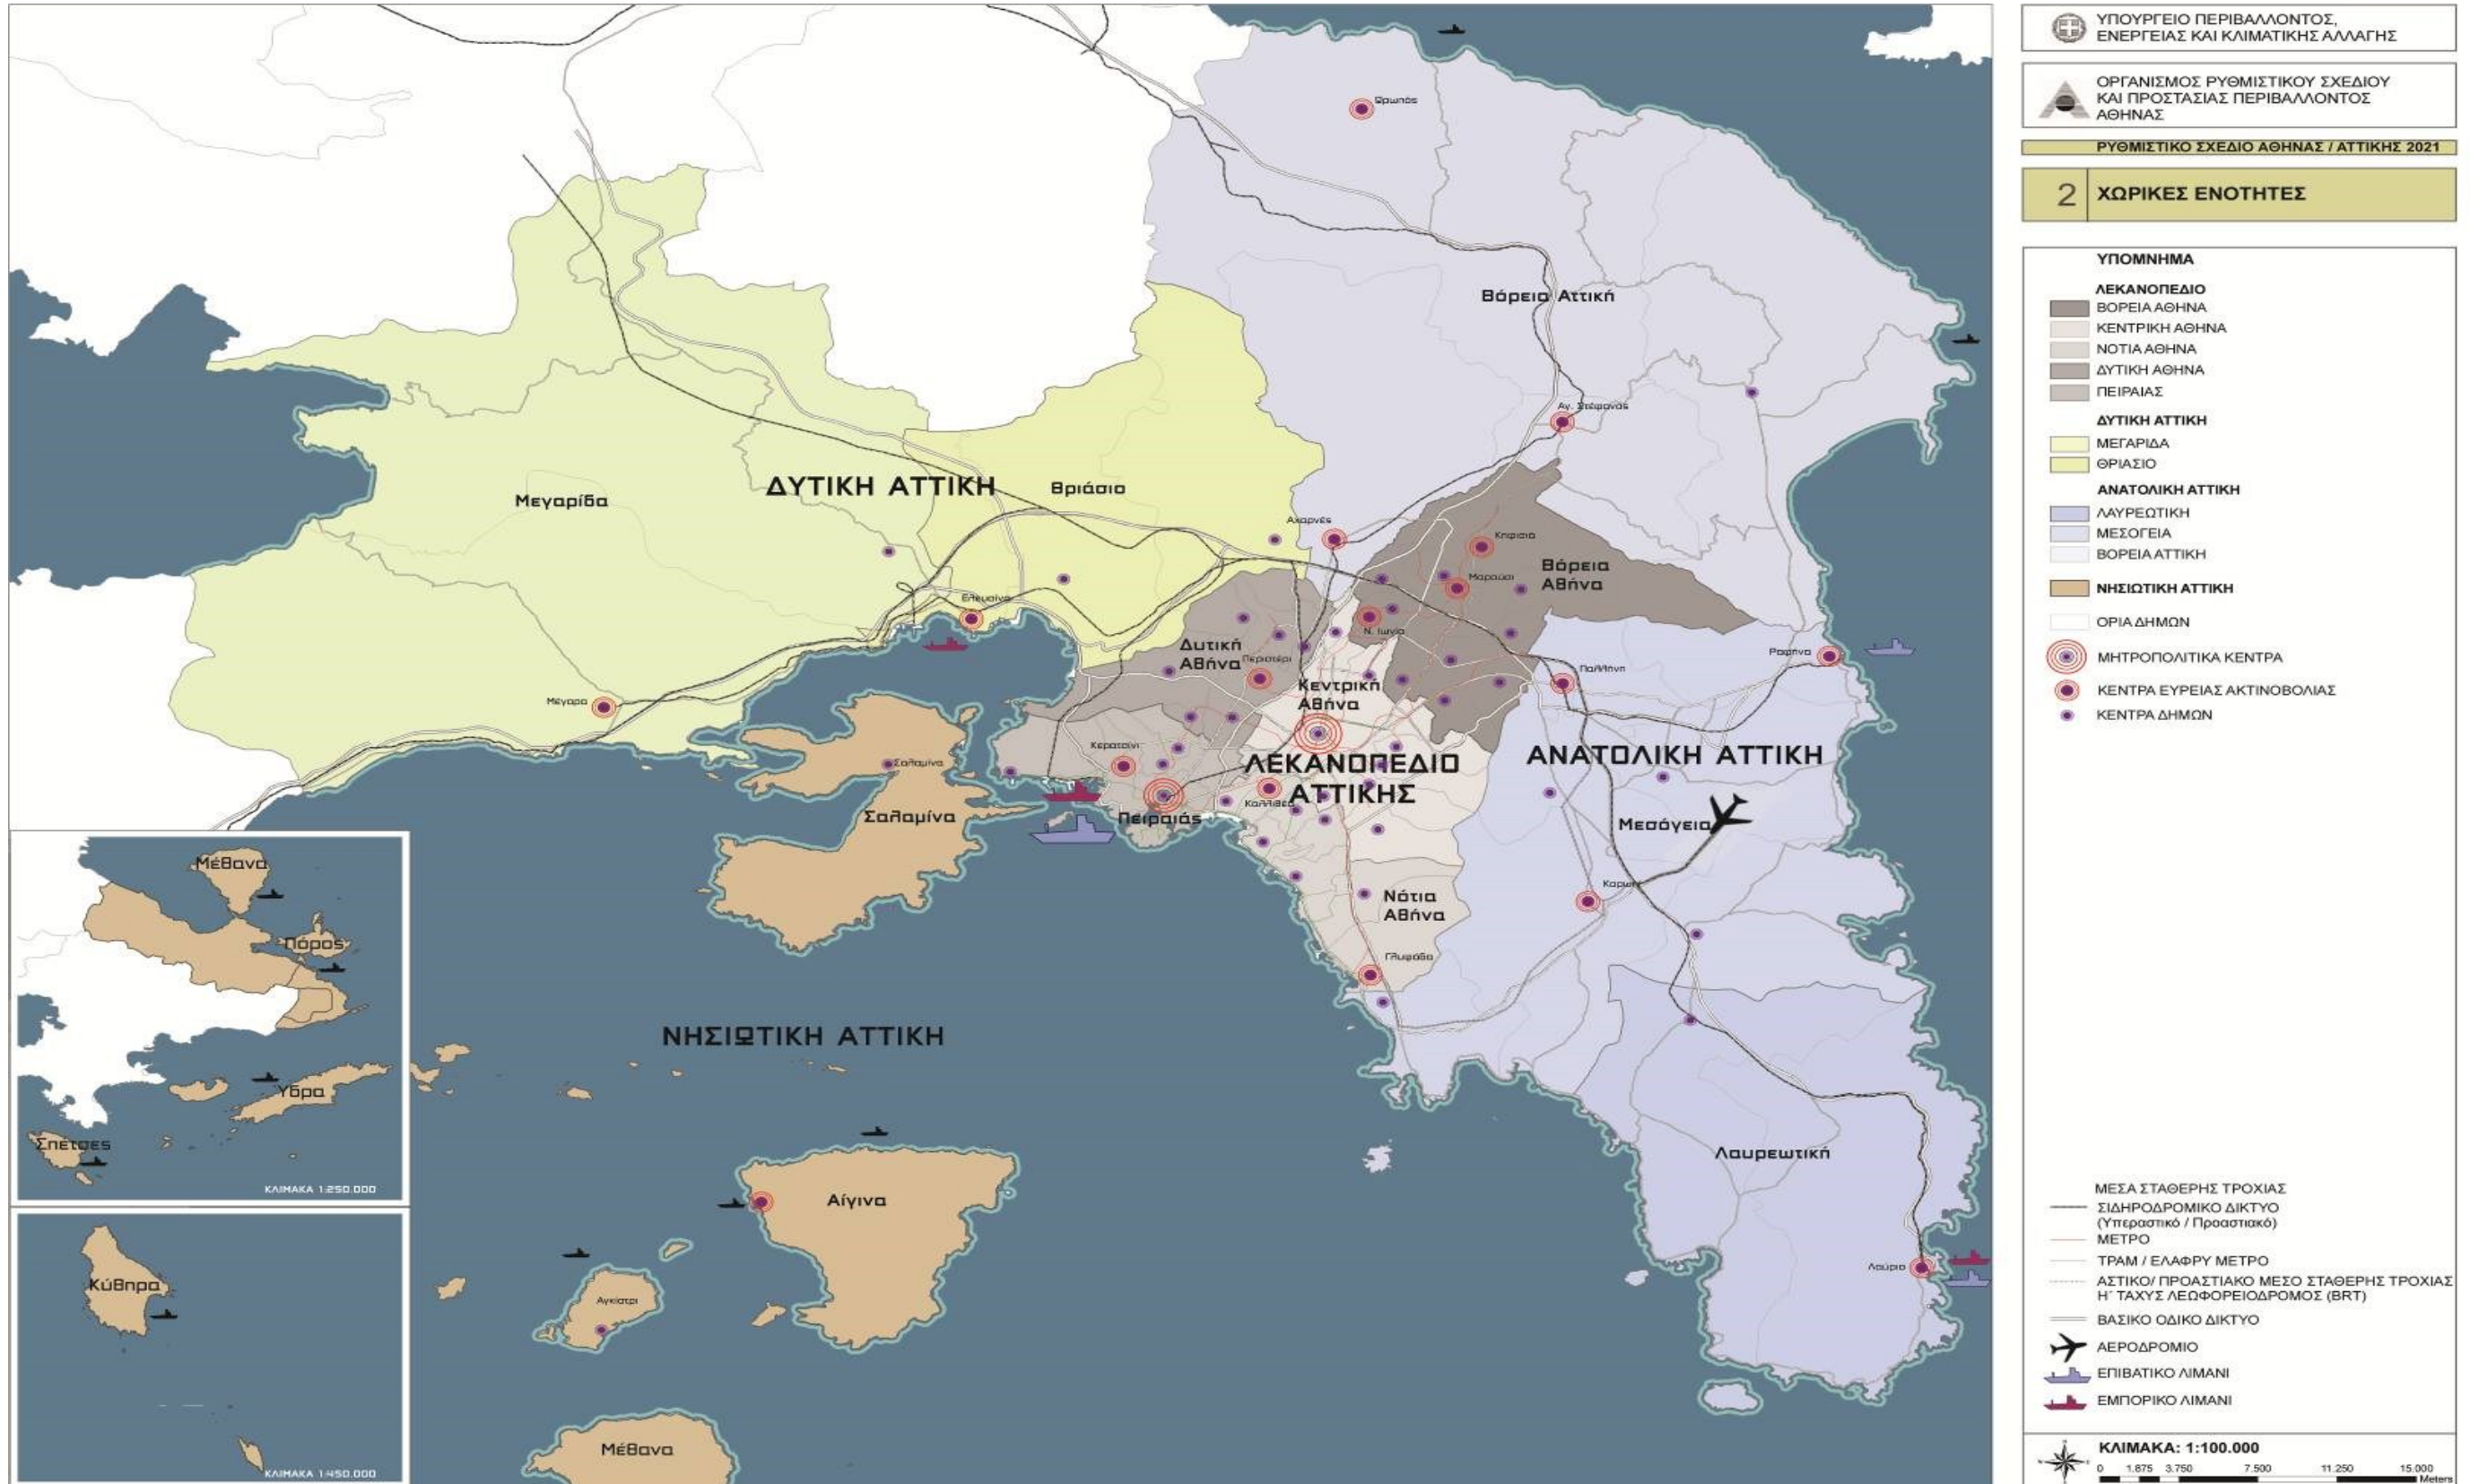 ΥΠΟΥΡΓΕΙΟ ΠΕΡΙΒΑΛΛΟΝΤΟΣ,
ΕΝΕΡΓΕΙΑΣ ΚΑΙ ΚΛΙΜΑΤΙΚΗΣ ΑΛΛΑΓΗΣ
ΟΡΓΑΝΙΣΜΟΣ ΡΥΘΜΙΣΤΙΚΟΥ ΣΧΕΔΙΟΥ
ΚΑΙ ΠΡΟΣΤΑΣΙΑΣ ΠΕΡΙΒΑΛΛΟΝΤΟΣ
ΑΘΗΝΑΣ
ΡΥΘΜΙΣΤΙΚΟ ΣΧΕΔΙΟ ΑΘΗΝΑΣ / ΑΤΤΙΚΗΣ 2021
2 ΧΩΡΙΚΕΣ ΕΝΟΤΗΤΕΣ
ΥΠΟΜΝΗΜΑ
ΛΕΚΑΝΟΠΕΔΙΟ
ΒΟΡΕΙΑ ΑΘΗΝΑ
ΚΕΝΤΡΙΚΗ ΑΘΗΝΑ
ΝΟΤΙΑ ΑΘΗΝΑ
ΔΥΤΙΚΗ ΑΘΗΝΑ
ΠΕΙΡΑΙΑΣ
ΔΥΤΙΚΗ ΑΤΤΙΚΗ
ΜΕΓΑΡΙΔΑ
ΘΡΙΑΣΙΟ
ΑΝΑΤΟΛΙΚΗ ΑΤΤΙΚΗ
ΛΑΥΡΕΩΤΙΚΗ
ΜΕΣΟΓΕΙΑ
ΒΟΡΕΙΑ ΑΤΤΙΚΗ
ΝΗΣΙΩΤΙΚΗ ΑΤΤΙΚΗ
ΟΡΙΑ ΔΗΜΩΝ
ΜΗΤΡΟΠΟΛΙΤΙΚΑ ΚΕΝΤΡΑ
ΚΕΝΤΡΑ ΕΥΡΕΙΑΣ ΑΚΤΙΝΟΒΟΛΙΑΣ
ΚΕΝΤΡΑ ΔΗΜΩΝ
ΜΕΣΑ ΣΤΑΘΕΡΗΣ ΤΡΟΧΙΑΣ
ΣΙΔΗΡΟΔΡΟΜΙΚΟ ΔΙΚΤΥΟ
(Υπεραστικό / Προαστιακό)
ΜΕΤΡΟ
ΤΡΑΜ / ΕΛΑΦΡΥ ΜΕΤΡΟ
ΑΣΤΙΚΟ/ ΠΡΟΑΣΤΙΑΚΟ ΜΕΣΟ ΣΤΑΘΕΡΗΣ ΤΡΟΧΙΑΣ
Η΄ ΤΑΧΥΣ ΛΕΩΦΟΡΕΙΟΔΡΟΜΟΣ (BRT)
ΒΑΣΙΚΟ ΟΔΙΚΟ ΔΙΚΤΥΟ
ΑΕΡΟΔΡΟΜΙΟ
ΕΠΙΒΑΤΙΚΟ ΛΙΜΑΝΙ
ΕΜΠΟΡΙΚΟ ΛΙΜΑΝΙ
ΚΛΙΜΑΚΑ: 1:100.000
0 1.875 3.750 7.500 11.250 15.000
Meters
Ωρωπός
Βόρεια Αττική
Αγ. Στέφανος
ΔΥΤΙΚΗ ΑΤΤΙΚΗ
Μεγαρίδα
Θριάσιο
Αχαρνές
Κηφισιά
Βόρεια
Αθήνα
Μαρούσι
Ελευσίνα
Ν. Ιωνία
Δυτική
Αθήνα
Περιστέρι
Ραφήνα
Παλλήνη
Κεντρική
Αθήνα
Μέγαρα
Κερατσίνι
ΛΕΚΑΝΟΠΕΔΙΟ
ΑΤΤΙΚΗΣ
ΑΝΑΤΟΛΙΚΗ ΑΤΤΙΚΗ
Σαλαμίνα
Καλλιθέα
Σαλαμίνα
Πειραιάς
Μεσόγεια
Νότια
Αθήνα
Γλυφάδα
ΝΗΣΙΩΤΙΚΗ ΑΤΤΙΚΗ
Λαυρεωτική
Λαύριο
Αίγινα
Αγκίστρι
Μέθανα
Μέθανα
Πόρος
Ύδρα
Σπέτσες
ΚΛΙΜΑΚΑ 1:250.000
Κύθηρα
ΚΛΙΜΑΚΑ 1:450.000